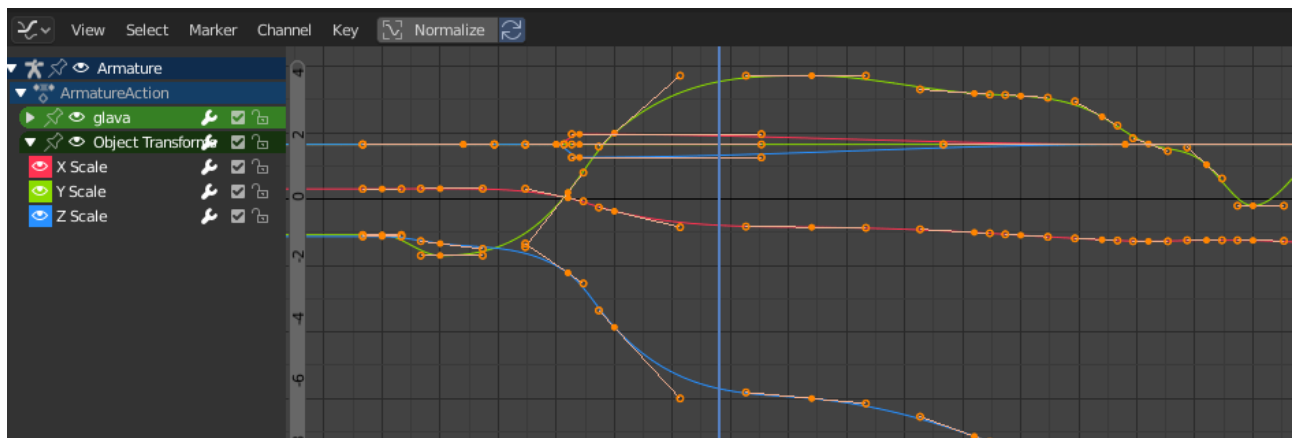 View Select Marker Channel Key Normalize
Armature
ArmatureAction
glava
Object Transforms
X Scale
Y Scale
Z Scale
4
2
0
-2
-4
-6